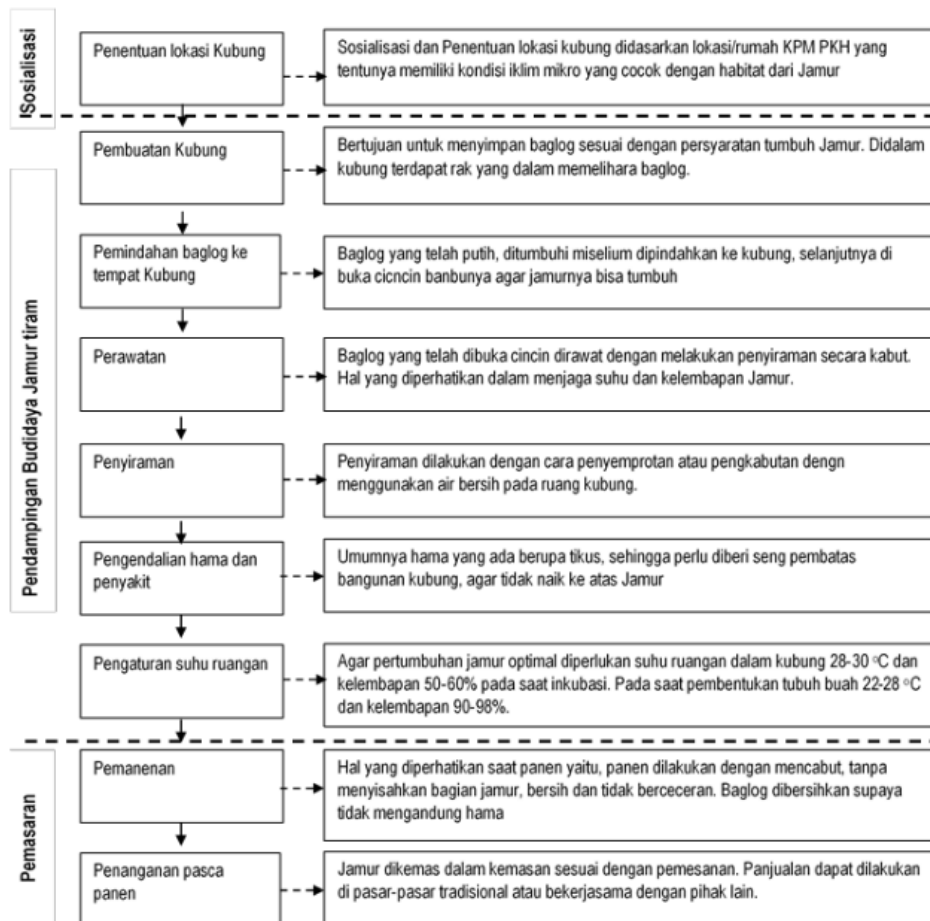 Sosialisasi
Penentuan lokasi Kubung
Sosialisasi dan Penentuan lokasi kubung didasarkan lokasi/rumah KPM PKH yang
tentunya memiliki kondisi iklim mikro yang cocok dengan habitat dari Jamur
Pendampingan Budidaya Jamur tiram
Pembuatan Kubung
Bertujuan untuk menyimpan baglog sesuai dengan persyaratan tumbuh Jamur. Didalam
kubung terdapat rak yang dalam memelihara baglog.
Pemindahan baglog ke
tempat Kubung
Baglog yang telah putih, ditumbuhi miselium dipindahkan ke kubung, selanjutnya di
buka cicncin banbunya agar jamurnya bisa tumbuh
Perawatan
Baglog yang telah dibuka cincin dirawat dengan melakukan penyiraman secara kabut.
Hal yang diperhatikan dalam menjaga suhu dan kelembapan Jamur.
Penyiraman
Penyiraman dilakukan dengan cara penyemprotan atau pengkabutan dengn
menggunakan air bersih pada ruang kubung.
Pengendalian hama dan
penyakit
Umumnya hama yang ada berupa tikus, sehingga perlu diberi seng pembatas
bangunan kubung, agar tidak naik ke atas Jamur
Pengaturan suhu ruangan
Agar pertumbuhan jamur optimal diperlukan suhu ruangan dalam kubung 28-30 °C dan
kelembapan 50-60% pada saat inkubasi. Pada saat pembentukan tubuh buah 22-28 °C
dan kelembapan 90-98%.
Pemasaran
Pemanenan
Hal yang diperhatikan saat panen yaitu, panen dilakukan dengan mencabut, tanpa
menyisahkan bagian jamur, bersih dan tidak berceceran. Baglog dibersihkan supaya
tidak mengandung hama
Penanganan pasca
panen
Jamur dikemas dalam kemasan sesuai dengan pemesanan. Panjualan dapat dilakukan
di pasar-pasar tradisional atau bekerjasama dengan pihak lain.